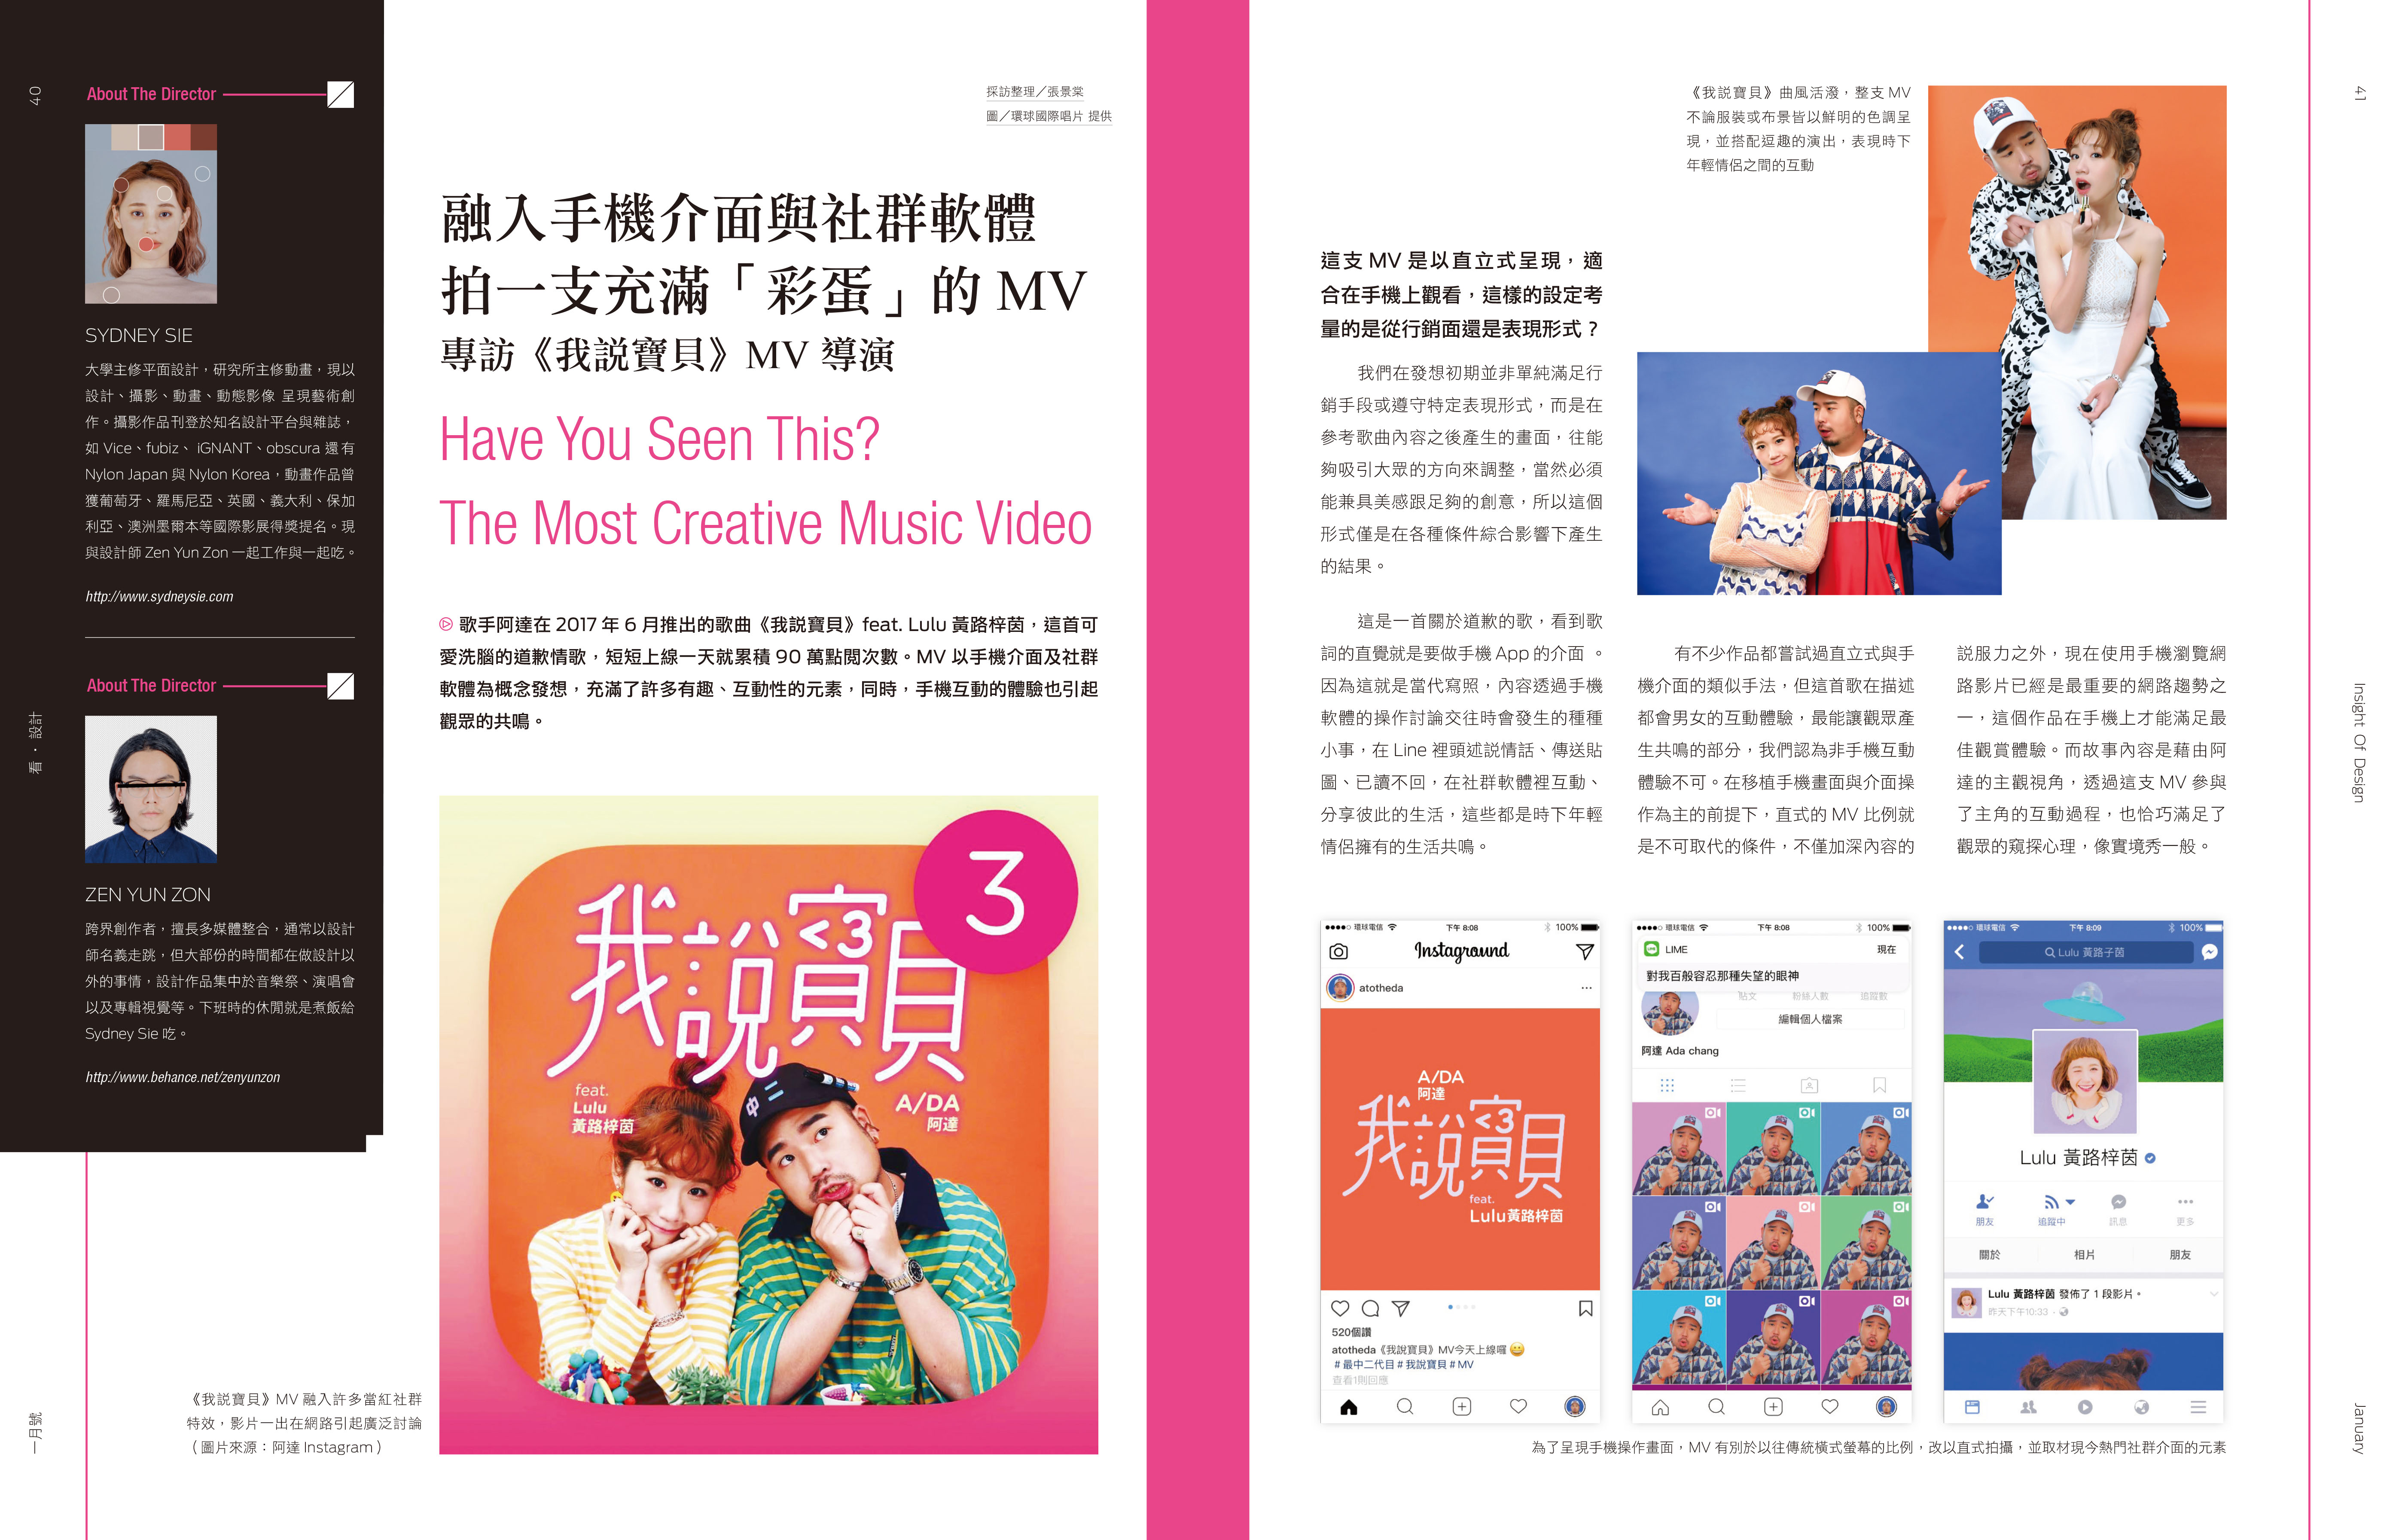 40
About The Director
SYDNEY SIE
大學主修平面設計，研究所主修動畫，現以
設計、攝影、動畫、動態影像 呈現藝術創
作。攝影作品刊登於知名設計平台與雜誌，
如 Vice、fubiz、 iGNANT、obscura 還有
Nylon Japan 與 Nylon Korea，動畫作品曾
獲葡萄牙、羅馬尼亞、英國、義大利、保加
利亞、澳洲墨爾本等國際影展得獎提名。現
與設計師 Zen Yun Zon 一起工作與一起吃。
http://www.sydneysie.com
About The Director
ZEN YUN ZON
跨界創作者，擅長多媒體整合，通常以設計
師名義走跳，但大部份的時間都在做設計以
外的事情，設計作品集中於音樂祭、演唱會
以及專輯視覺等。下班時的休閒就是煮飯給
Sydney Sie 吃。
http://www.behance.net/zenyunzon
看・設計
一月號
採訪整理／張景棠
圖／環球國際唱片 提供
融入手機介面與社群軟體
拍一支充滿「彩蛋」的 MV
專訪《我說寶貝》MV 導演
Have You Seen This?
The Most Creative Music Video
歌手阿達在 2017 年 6 月推出的歌曲《我說寶貝》feat. Lulu 黃路梓茵，這首可
愛洗腦的道歉情歌，短短上線一天就累積 90 萬點閱次數。MV 以手機介面及社群
軟體為概念發想，充滿了許多有趣、互動性的元素，同時，手機互動的體驗也引起
觀眾的共鳴。
3
我說寶貝
feat.
Lulu
黃路梓茵
A/DA
阿達
中二
《我說寶貝》MV 融入許多當紅社群
特效，影片一出在網路引起廣泛討論
（圖片來源：阿達 Instagram）
《我說寶貝》曲風活潑，整支 MV
不論服裝或布景皆以鮮明的色調呈
現，並搭配逗趣的演出，表現時下
年輕情侶之間的互動
這支 MV 是以直立式呈現，適
合在手機上觀看，這樣的設定考
量的是從行銷面還是表現形式？
我們在發想初期並非單純滿足行
銷手段或遵守特定表現形式，而是在
參考歌曲內容之後產生的畫面，往能
夠吸引大眾的方向來調整，當然必須
能兼具美感跟足夠的創意，所以這個
形式僅是在各種條件綜合影響下產生
的結果。
這是一首關於道歉的歌，看到歌
詞的直覺就是要做手機 App 的介面 。
因為這就是當代寫照，內容透過手機
軟體的操作討論交往時會發生的種種
小事，在 Line 裡頭述說情話、傳送貼
圖、已讀不回，在社群軟體裡互動、
分享彼此的生活，這些都是時下年輕
情侶擁有的生活共鳴。
有不少作品都嘗試過直立式與手
機介面的類似手法，但這首歌在描述
都會男女的互動體驗，最能讓觀眾產
生共鳴的部分，我們認為非手機互動
體驗不可。在移植手機畫面與介面操
作為主的前提下，直式的 MV 比例就
是不可取代的條件，不僅加深內容的
說服力之外，現在使用手機瀏覽網
路影片已經是最重要的網路趨勢之
一，這個作品在手機上才能滿足最
佳觀賞體驗。而故事內容是藉由阿
達的主觀視角，透過這支 MV 參與
了主角的互動過程，也恰巧滿足了
觀眾的窺探心理，像實境秀一般。
環球電信 下午 8:08 100%
Instaground
atotheda
A/DA
阿達
我說寶貝
feat.
Lulu黃路梓茵
520個讚
atotheda《我說寶貝》MV今天上線囉
#最中二代目 #我說寶貝 #MV
查看1則回應
環球電信 下午 8:08 100%
LIME 現在
對我百般容忍那種失望的眼神
貼文 粉絲人數 追蹤數
編輯個人檔案
阿達 Ada chang
環球電信 下午 8:09 100%
Lulu 黃路子茵
Lulu 黃路梓茵
朋友 追蹤中 訊息 更多
關於 相片 朋友
Lulu 黃路梓茵 發佈了 1 段影片。
昨天下午10:33
為了呈現手機操作畫面，MV 有別於以往傳統橫式螢幕的比例，改以直式拍攝，並取材現今熱門社群介面的元素
41
Insight Of Design
January